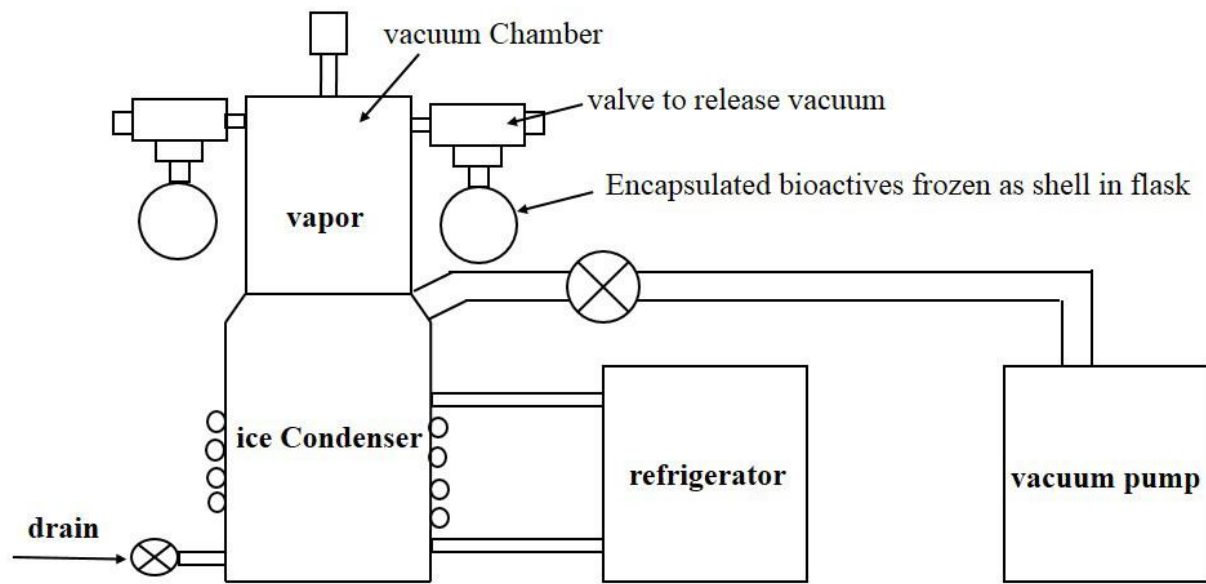 vacuum Chamber
valve to release vacuum
Encapsulated bioactives frozen as shell in flask
vapor
ice Condenser
refrigerator
vacuum pump
drain